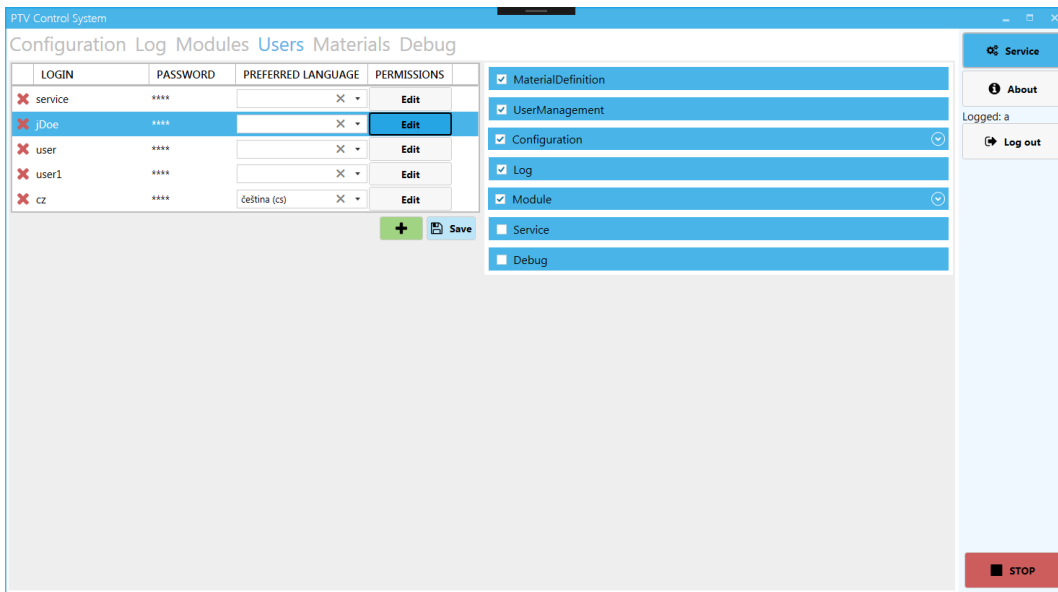 PTV Control System
Configuration Log Modules Users Materials Debug
LOGIN PASSWORD PREFERRED LANGUAGE PERMISSIONS
service **** Edit
jDoe **** Edit
user **** Edit
user1 **** Edit
cz **** čeština (cs) Edit
Save
MaterialDefinition
UserManagement
Configuration
Log
Module
Service
Debug
Service
About
Logged: a
Log out
STOP